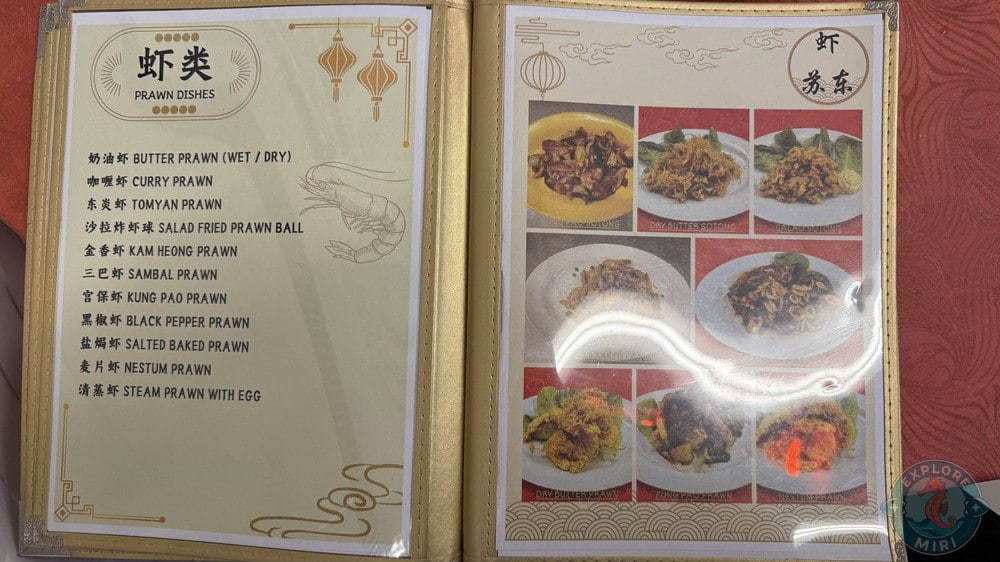 虾类
PRAWN DISHES
奶油虾 BUTTER PRAWN (WET / DRY)
咖喱虾 CURRY PRAWN
东炎虾 TOMYAN PRAWN
沙拉炸虾球 SALAD FRIED PRAWN BALL
金香虾 KAM HEONG PRAWN
三巴虾 SAMBAL PRAWN
宫保虾 KUNG PAO PRAWN
黑椒虾 BLACK PEPPER PRAWN
盐焗虾 SALTED BAKED PRAWN
麦片虾 NESTUM PRAWN
清蒸虾 STEAM PRAWN WITH EGG
虾
苏东
SOTONG
DRY BUTTER SOTONG
SALAD SOTONG
DRY BUTTER PRAWN
KUNG PAO PRAWN
NESTUM PRAWN
EXPLORE
MIRI